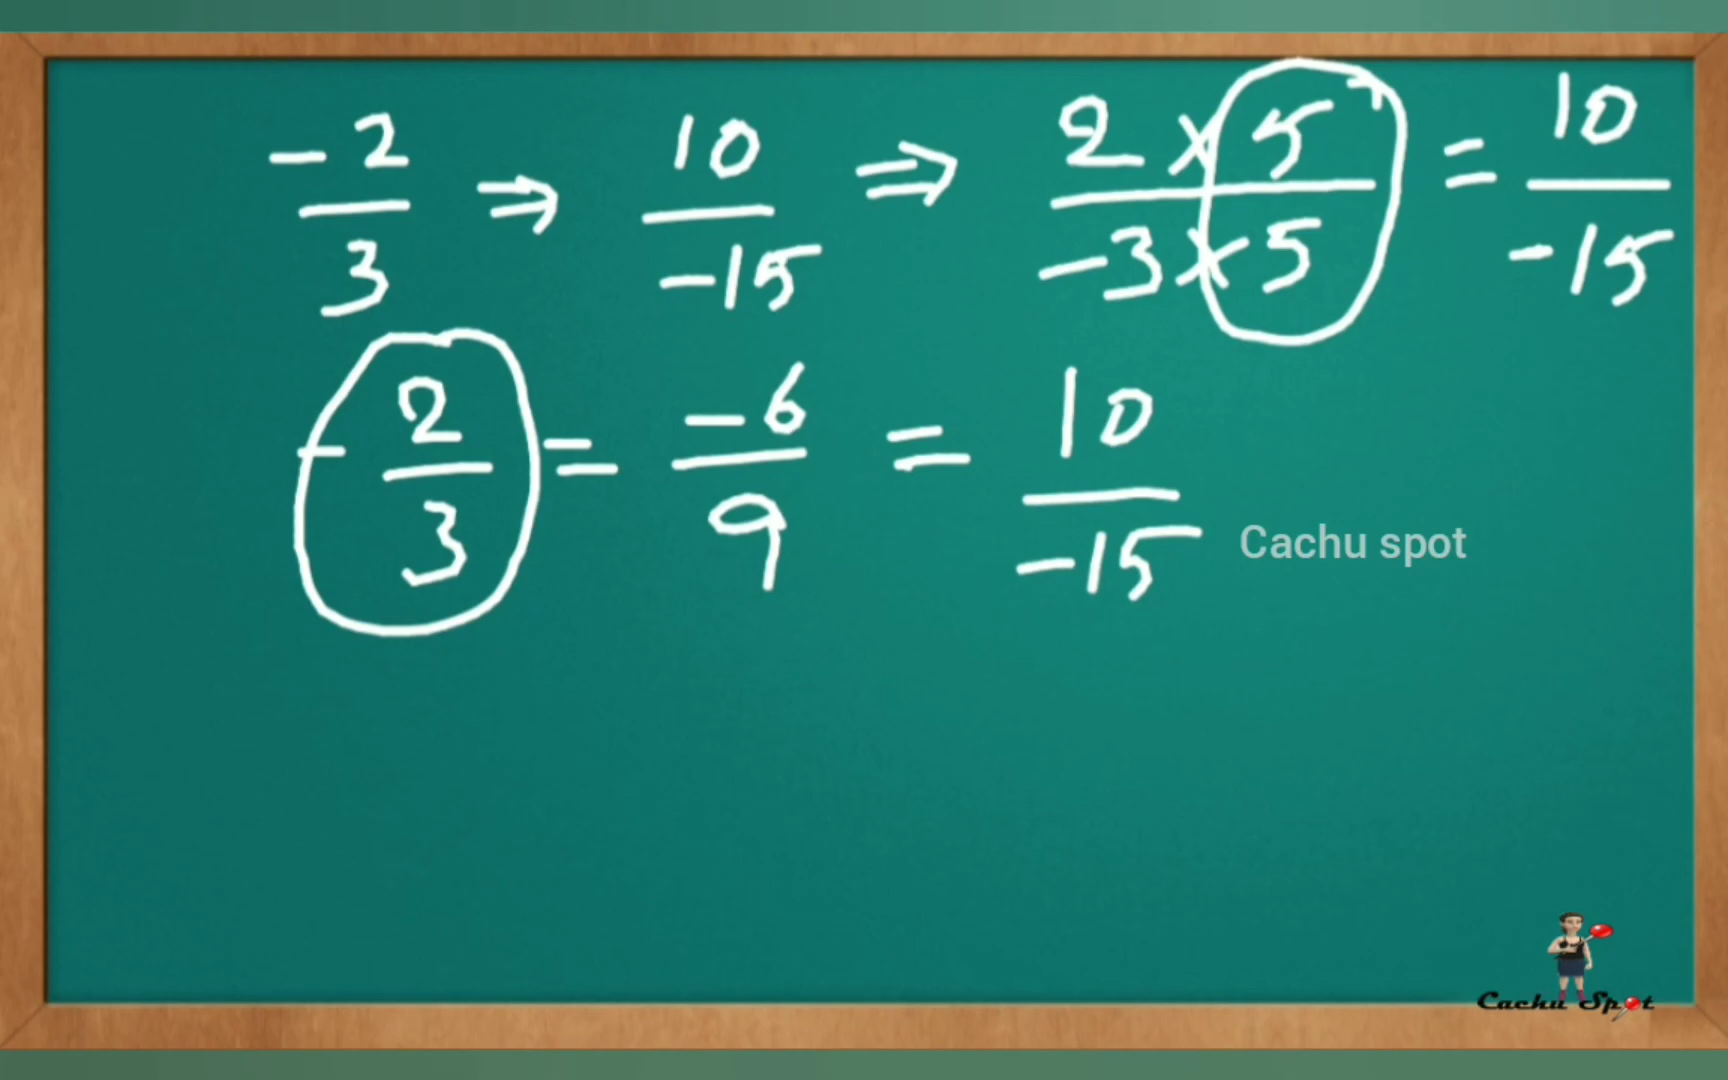 -2/3 ⇒ 10/-15 ⇒ 2×5/-3×5 = 10/-15
-2/3 = -6/9 = 10/-15
Cachu spot
Cachu Spot